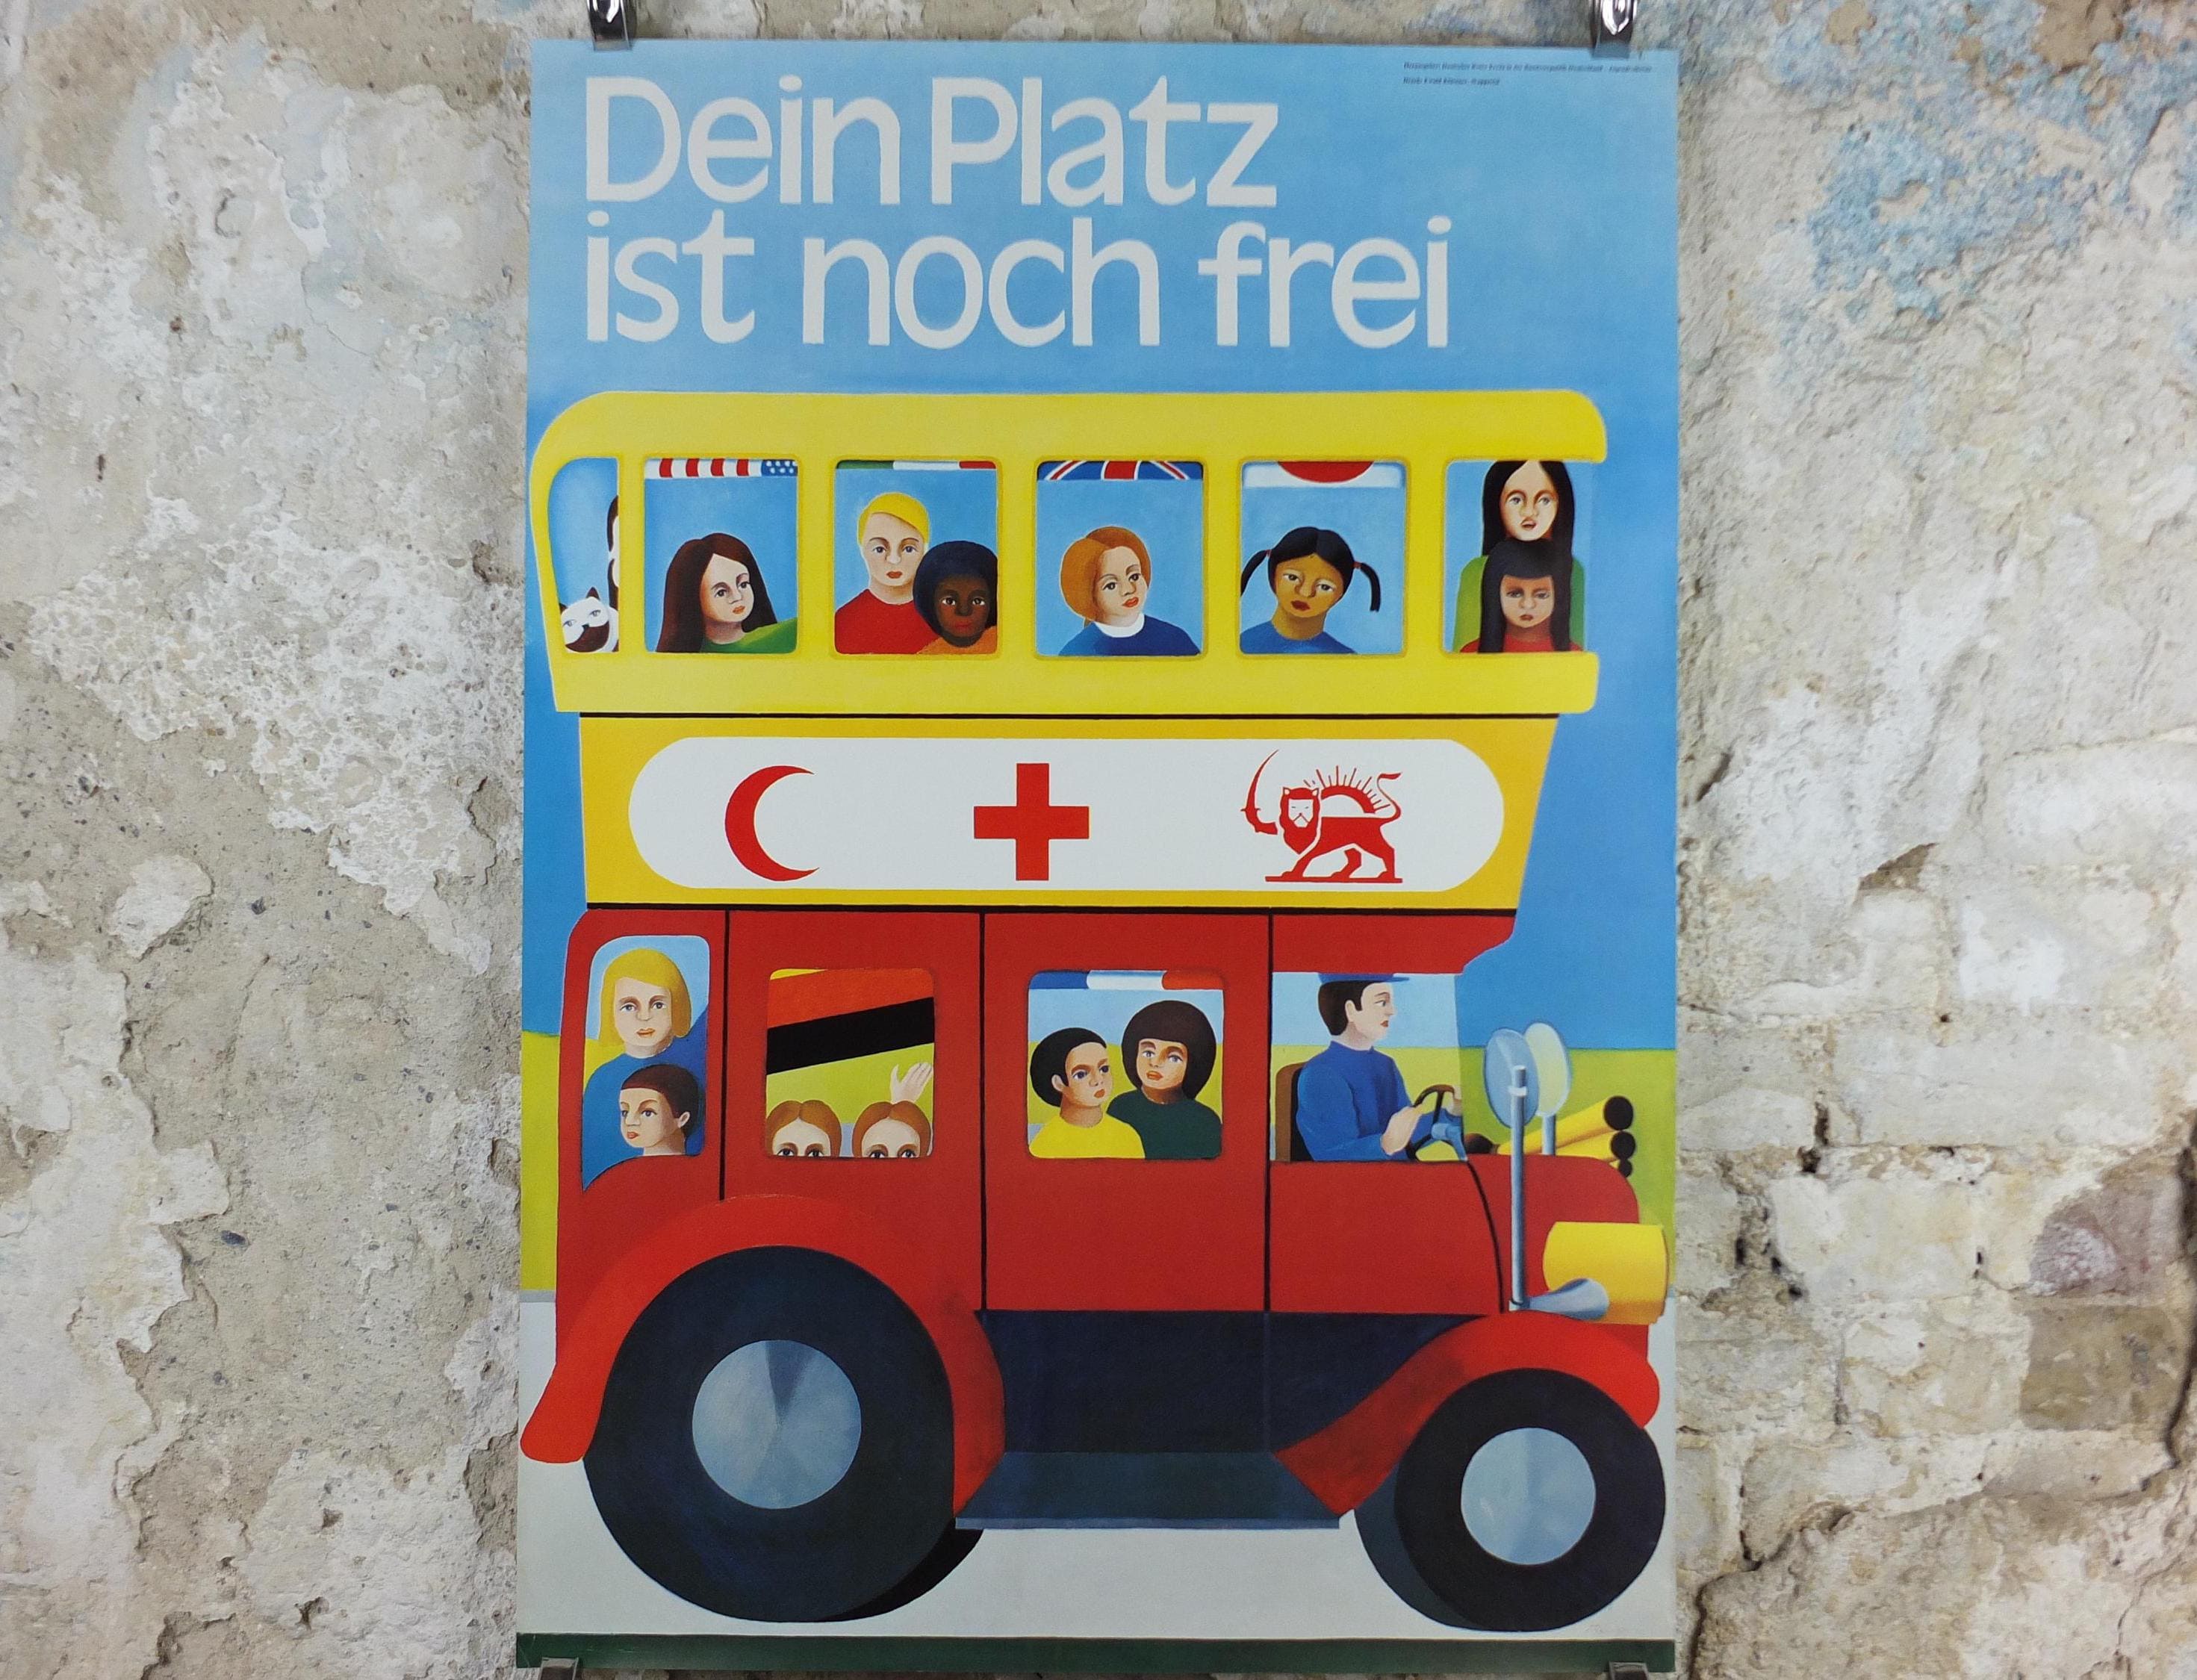 Dein Platz
ist noch frei